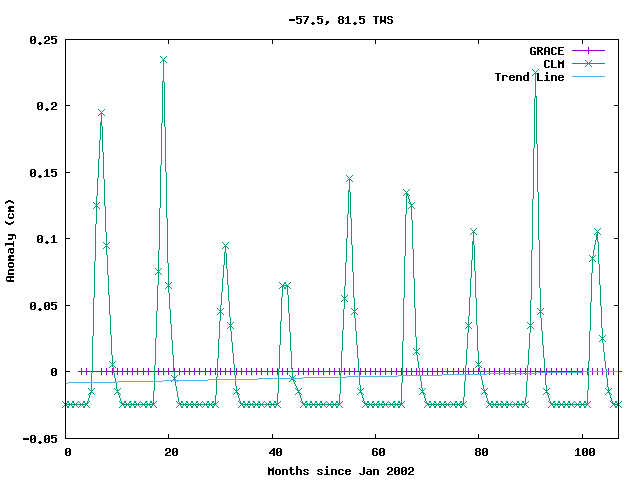 -57.5, 81.5 TWS
GRACE
CLM
Trend Line
0.25
0.2
0.15
0.1
0.05
0
-0.05
Anomaly (cm)
0 20 40 60 80 100
Months since Jan 2002